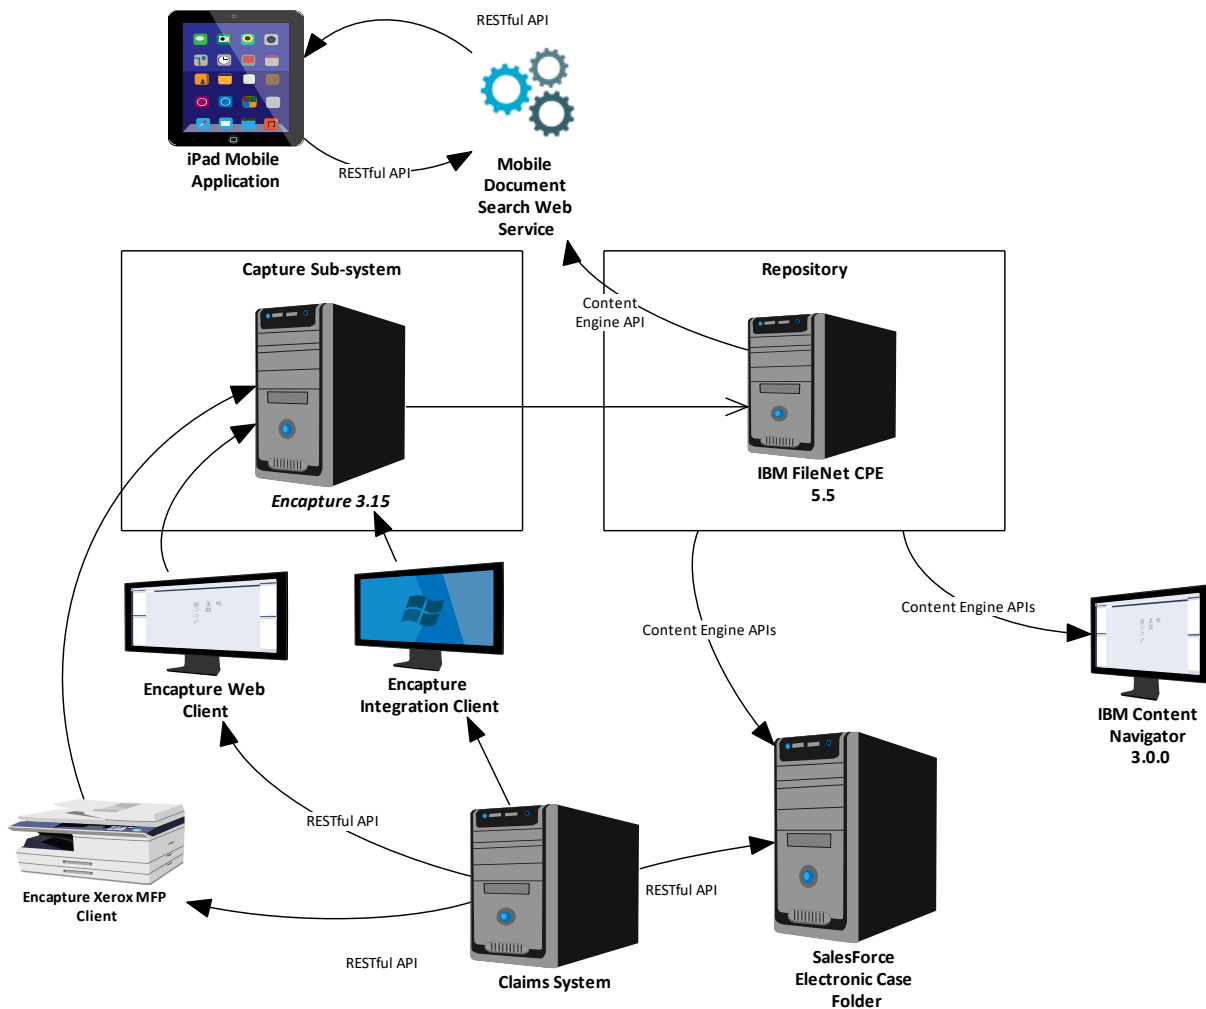 RESTful API
iPad Mobile
Application
RESTful API
Mobile
Document
Search Web
Service
Capture Sub-system
Repository
Content
Engine API
Encapture 3.15
IBM FileNet CPE
5.5
Content Engine APIs
Content Engine APIs
Encapture Web
Client
Encapture
Integration Client
IBM Content
Navigator
3.0.0
RESTful API
RESTful API
Encapture Xerox MFP
Client
RESTful API
Claims System
SalesForce
Electronic Case
Folder